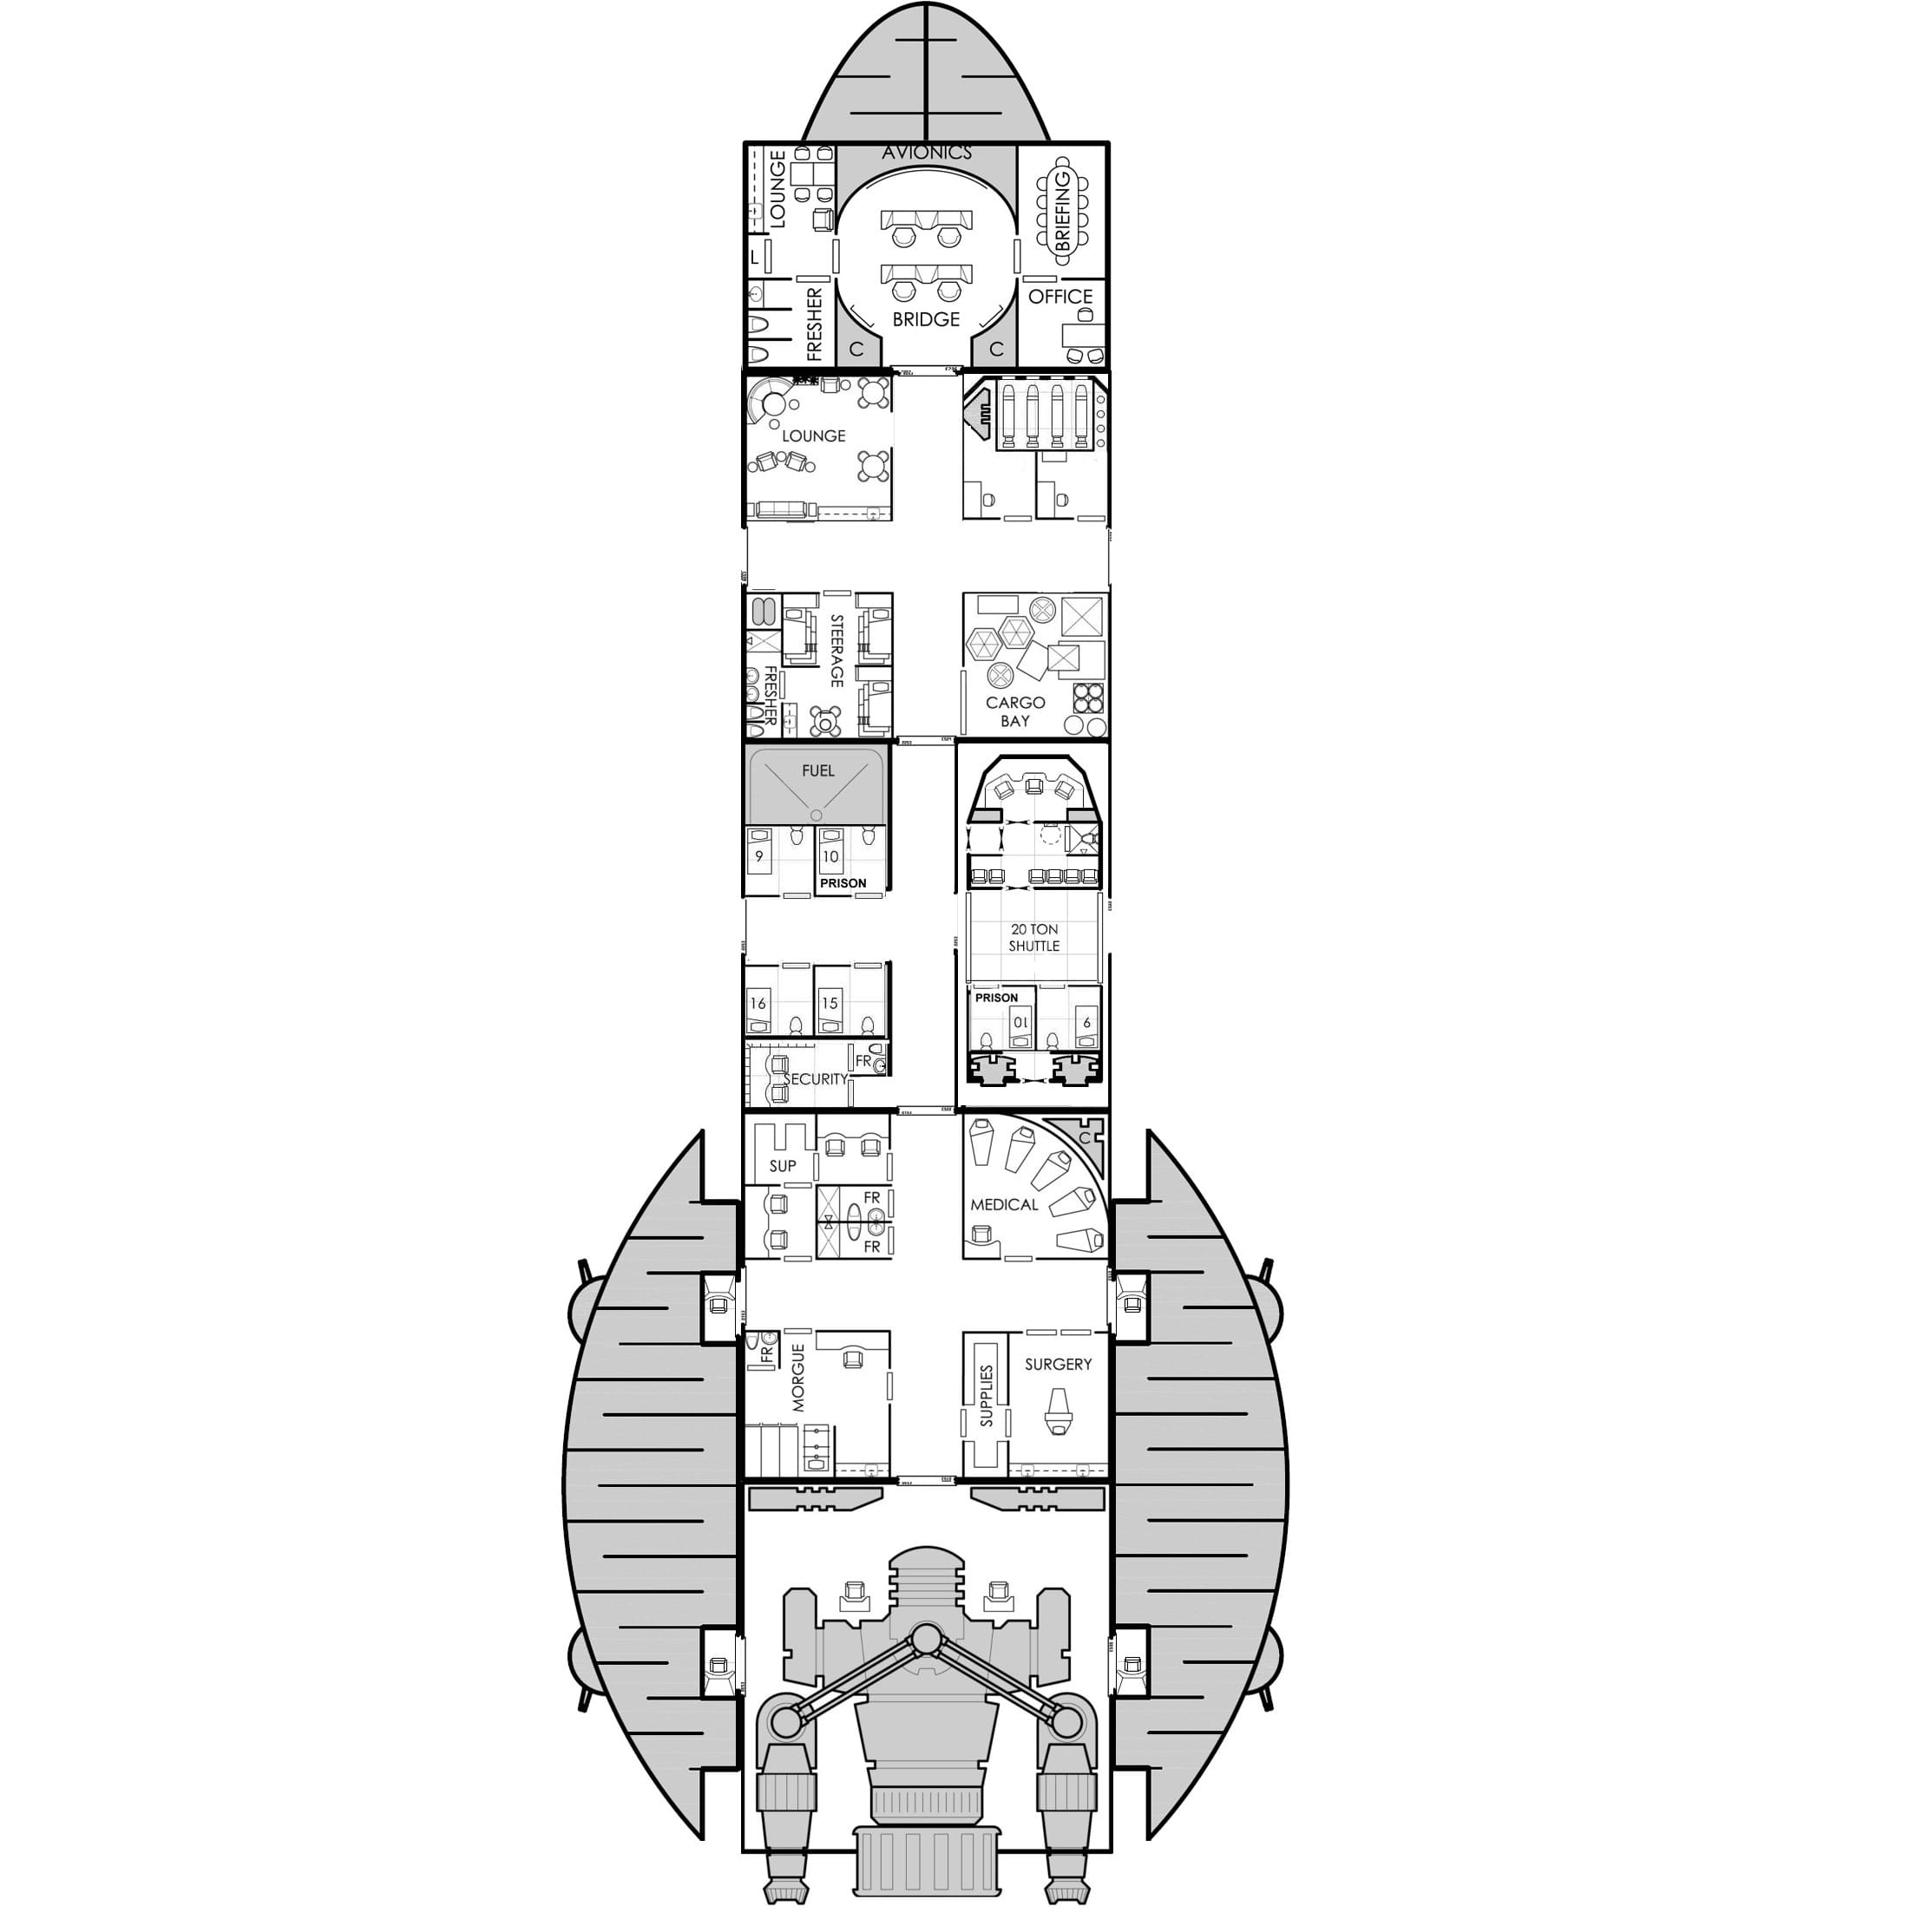 AVIONICS
LOUNGE
BRIEFING
L
FRESHER
BRIDGE
OFFICE
C
C
LOUNGE
STEERAGE
FRESHER
CARGO
BAY
FUEL
9
10
PRISON
20 TON
SHUTTLE
16
15
PRISON
10
9
FR
SECURITY
SUP
FR
FR
MEDICAL
C
FR
MORGUE
SUPPLIES
SURGERY